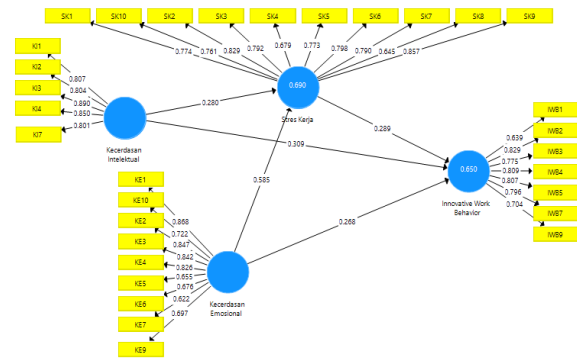 SK1 SK10 SK2 SK3 SK4 SK5 SK6 SK7 SK8 SK9
0.774 0.761 0.829 0.792 0.679 0.773 0.798 0.790 0.645 0.857
KI1
KI2
KI3
KI4
KI7
0.807
0.804
0.890
0.850
0.801
Kecerdasan
Intelektual
0.280
0.690
Stres Kerja
0.289
0.309
0.585
0.268
0.650
Innovative Work
Behavior
IWB1
IWB2
IWB3
IWB4
IWB5
IWB7
IWB9
0.639
0.829
0.775
0.809
0.807
0.796
0.704
KE1
KE10
KE2
KE3
KE4
KE5
KE6
KE7
KE9
0.868
0.722
0.847
0.842
0.826
0.655
0.676
0.622
0.697
Kecerdasan
Emosional